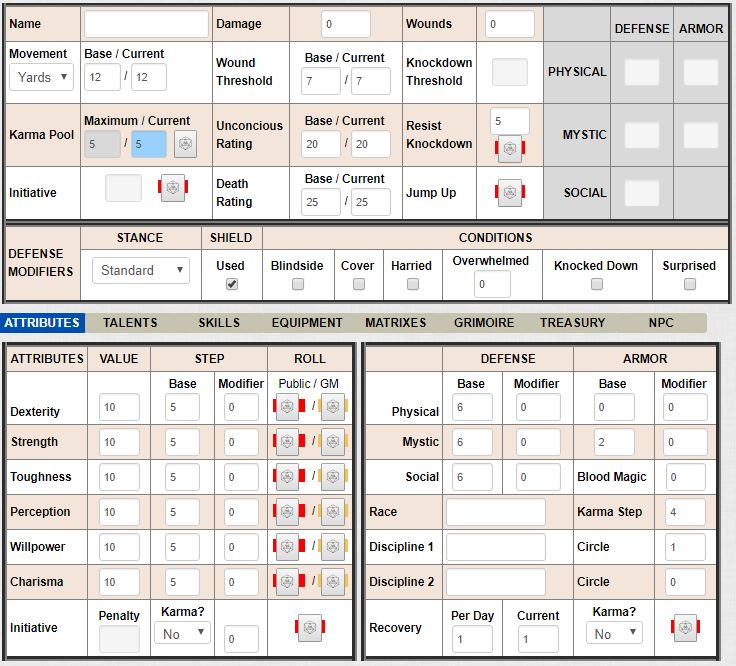 Name Damage 0 Wounds 0 DEFENSE ARMOR
Movement Base / Current
Yards 12 / 12
Wound Threshold Base / Current 7 / 7
Knockdown Threshold
PHYSICAL
Karma Pool Maximum / Current 5 / 5
Unconcious Rating Base / Current 20 / 20
Resist Knockdown 5
MYSTIC
Initiative
Death Rating Base / Current 25 / 25
Jump Up
SOCIAL
DEFENSE MODIFIERS
STANCE SHIELD CONDITIONS
Standard Used Blindside Cover Harried Overwhelmed 0 Knocked Down Surprised
ATTRIBUTES TALENTS SKILLS EQUIPMENT MATRIXES GRIMOIRE TREASURY NPC
ATTRIBUTES VALUE STEP ROLL
Base Modifier Public / GM
Dexterity 10 5 0 /
Strength 10 5 0 /
Toughness 10 5 0 /
Perception 10 5 0 /
Willpower 10 5 0 /
Charisma 10 5 0 /
Initiative Penalty Karma? No 0
DEFENSE ARMOR
Base Modifier Base Modifier
Physical 6 0 0 0
Mystic 6 0 2 0
Social 6 0 Blood Magic 0
Race Karma Step 4
Discipline 1 Circle 1
Discipline 2 Circle 0
Recovery Per Day 1 Current 1 Karma? No